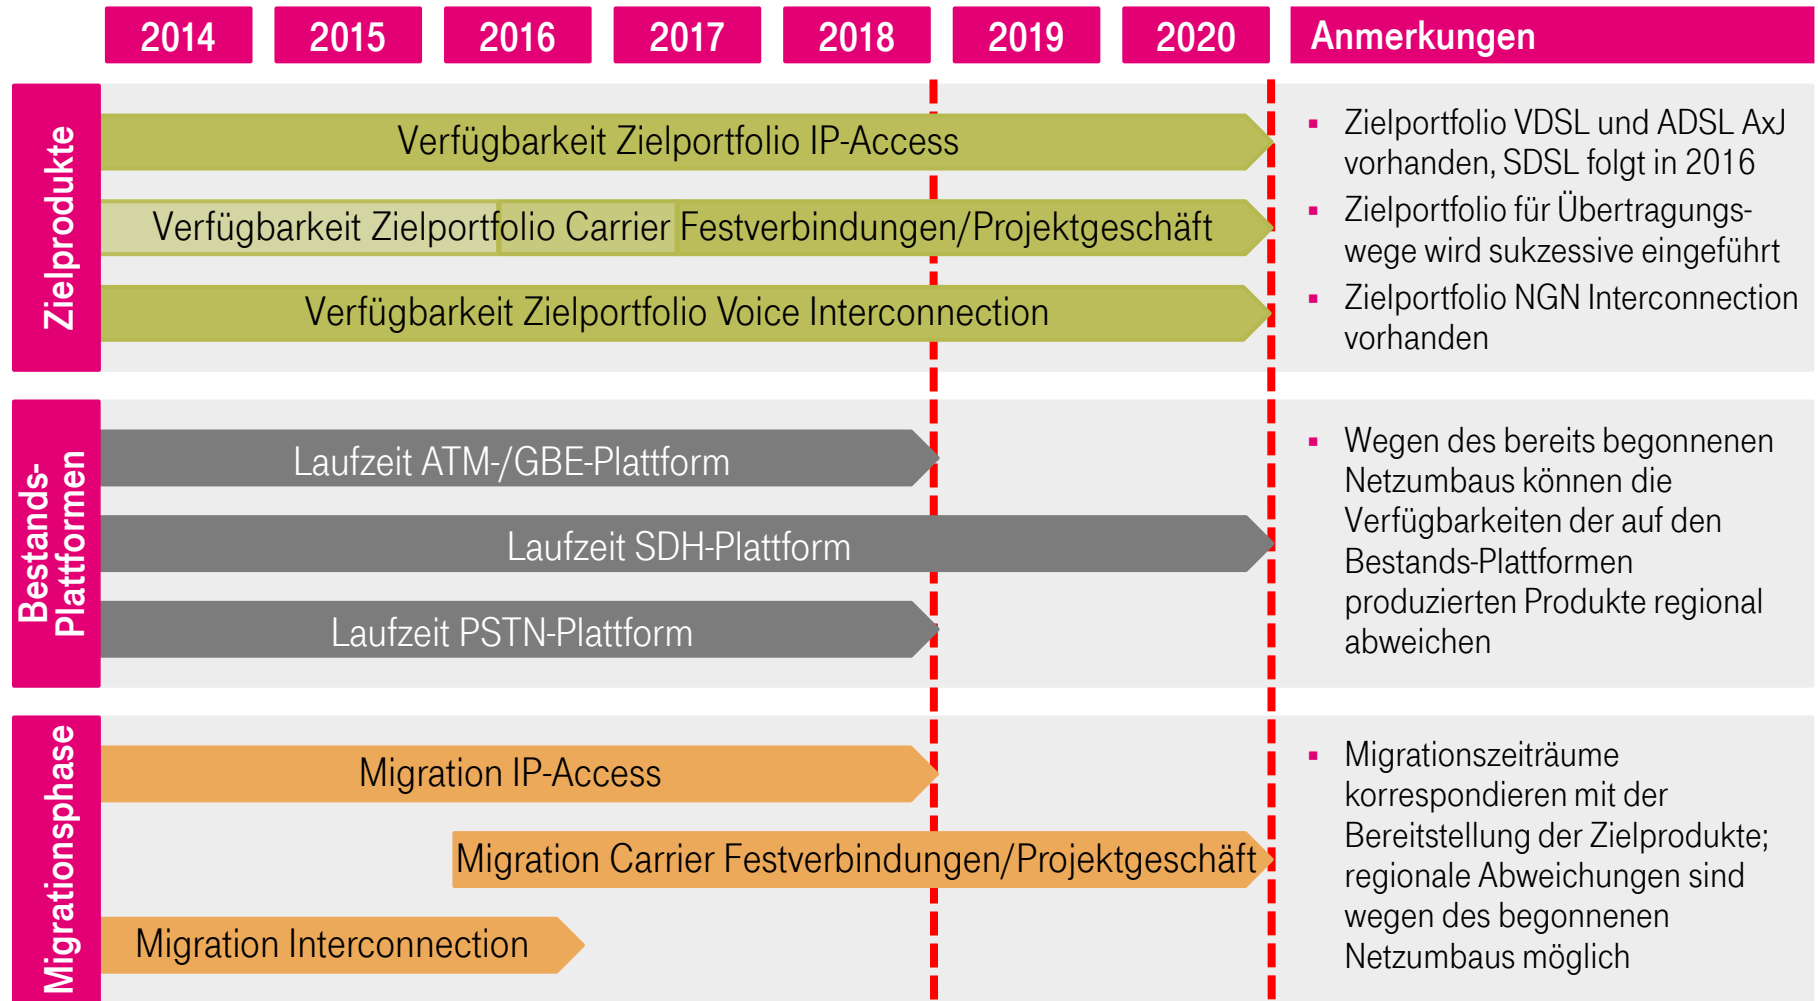 2014 2015 2016 2017 2018 2019 2020 Anmerkungen
Zielprodukte
Verfügbarkeit Zielportfolio IP-Access
Verfügbarkeit Zielportfolio Carrier Festverbindungen/Projektgeschäft
Verfügbarkeit Zielportfolio Voice Interconnection
▪ Zielportfolio VDSL und ADSL AxJ
vorhanden, SDSL folgt in 2016
▪ Zielportfolio für Übertragungs-
wege wird sukzessive eingeführt
▪ Zielportfolio NGN Interconnection
vorhanden
Bestands-
Plattformen
Laufzeit ATM-/GBE-Plattform
Laufzeit SDH-Plattform
Laufzeit PSTN-Plattform
▪ Wegen des bereits begonnenen
Netzumbaus können die
Verfügbarkeiten der auf den
Bestands-Plattformen
produzierten Produkte regional
abweichen
Migrationsphase
Migration IP-Access
Migration Carrier Festverbindungen/Projektgeschäft
Migration Interconnection
▪ Migrationszeiträume
korrespondieren mit der
Bereitstellung der Zielprodukte;
regionale Abweichungen sind
wegen des begonnenen
Netzumbaus möglich